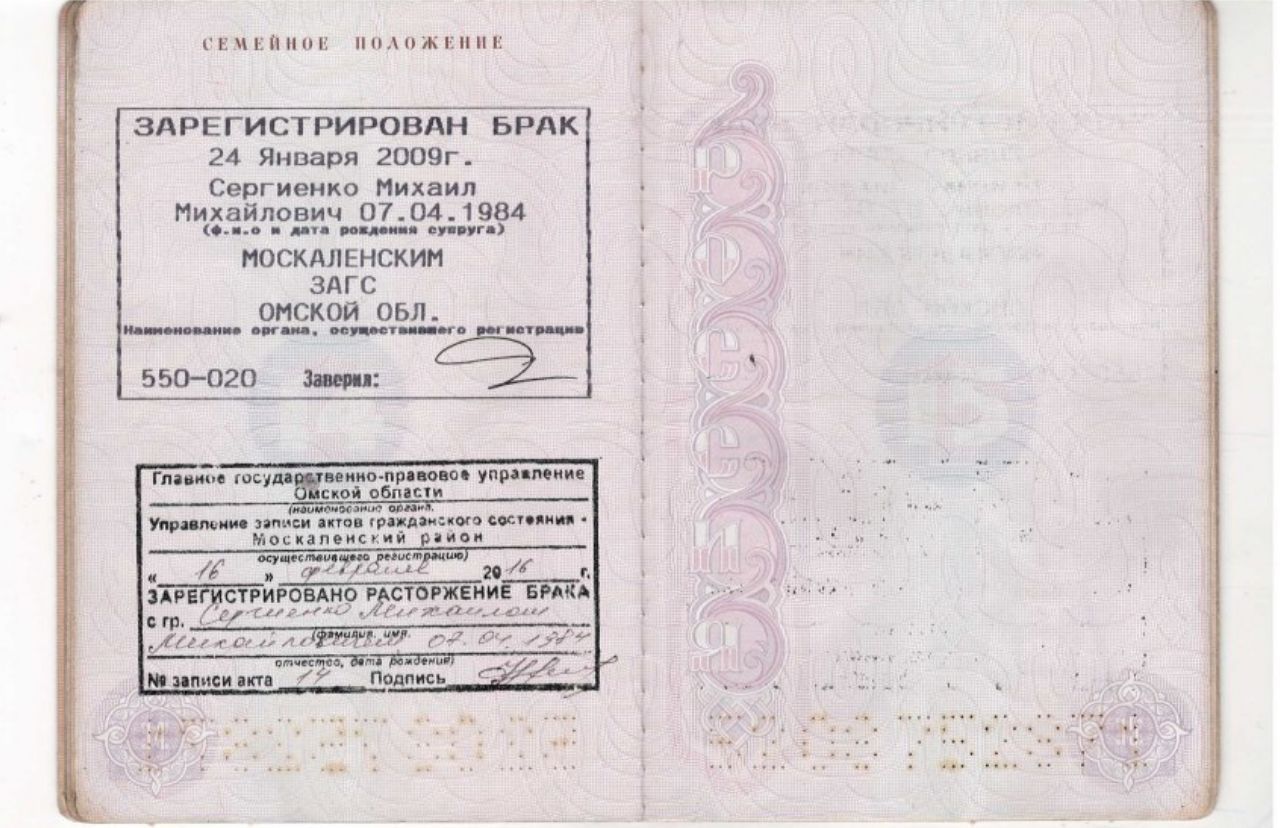 СЕМЕЙНОЕ ПОЛОЖЕНИЕ
ЗАРЕГИСТРИРОВАН БРАК
24 Января 2009г.
Сергиенко Михаил
Михайлович 07.04.1984
(ф.и.о и дата рождения супруга)
МОСКАЛЕНСКИМ
ЗАГС
ОМСКОЙ ОБЛ.
Наименование органа, осуществившего регистрацию
550-020 Заверил:
Главное государственно-правовое управление
Омской области
(наименование органа,
Управление записи актов гражданского состояния -
Москаленский район
осуществившего регистрацию)
« 16 » февраля 2016 г.
ЗАРЕГИСТРИРОВАНО РАСТОРЖЕНИЕ БРАКА
с гр. Сергиенко Михаилом
(фамилия, имя,
Михайловичем 07.04.1984
отчество, дата рождения)
№ записи акта 14 Подпись
РОССИЯ